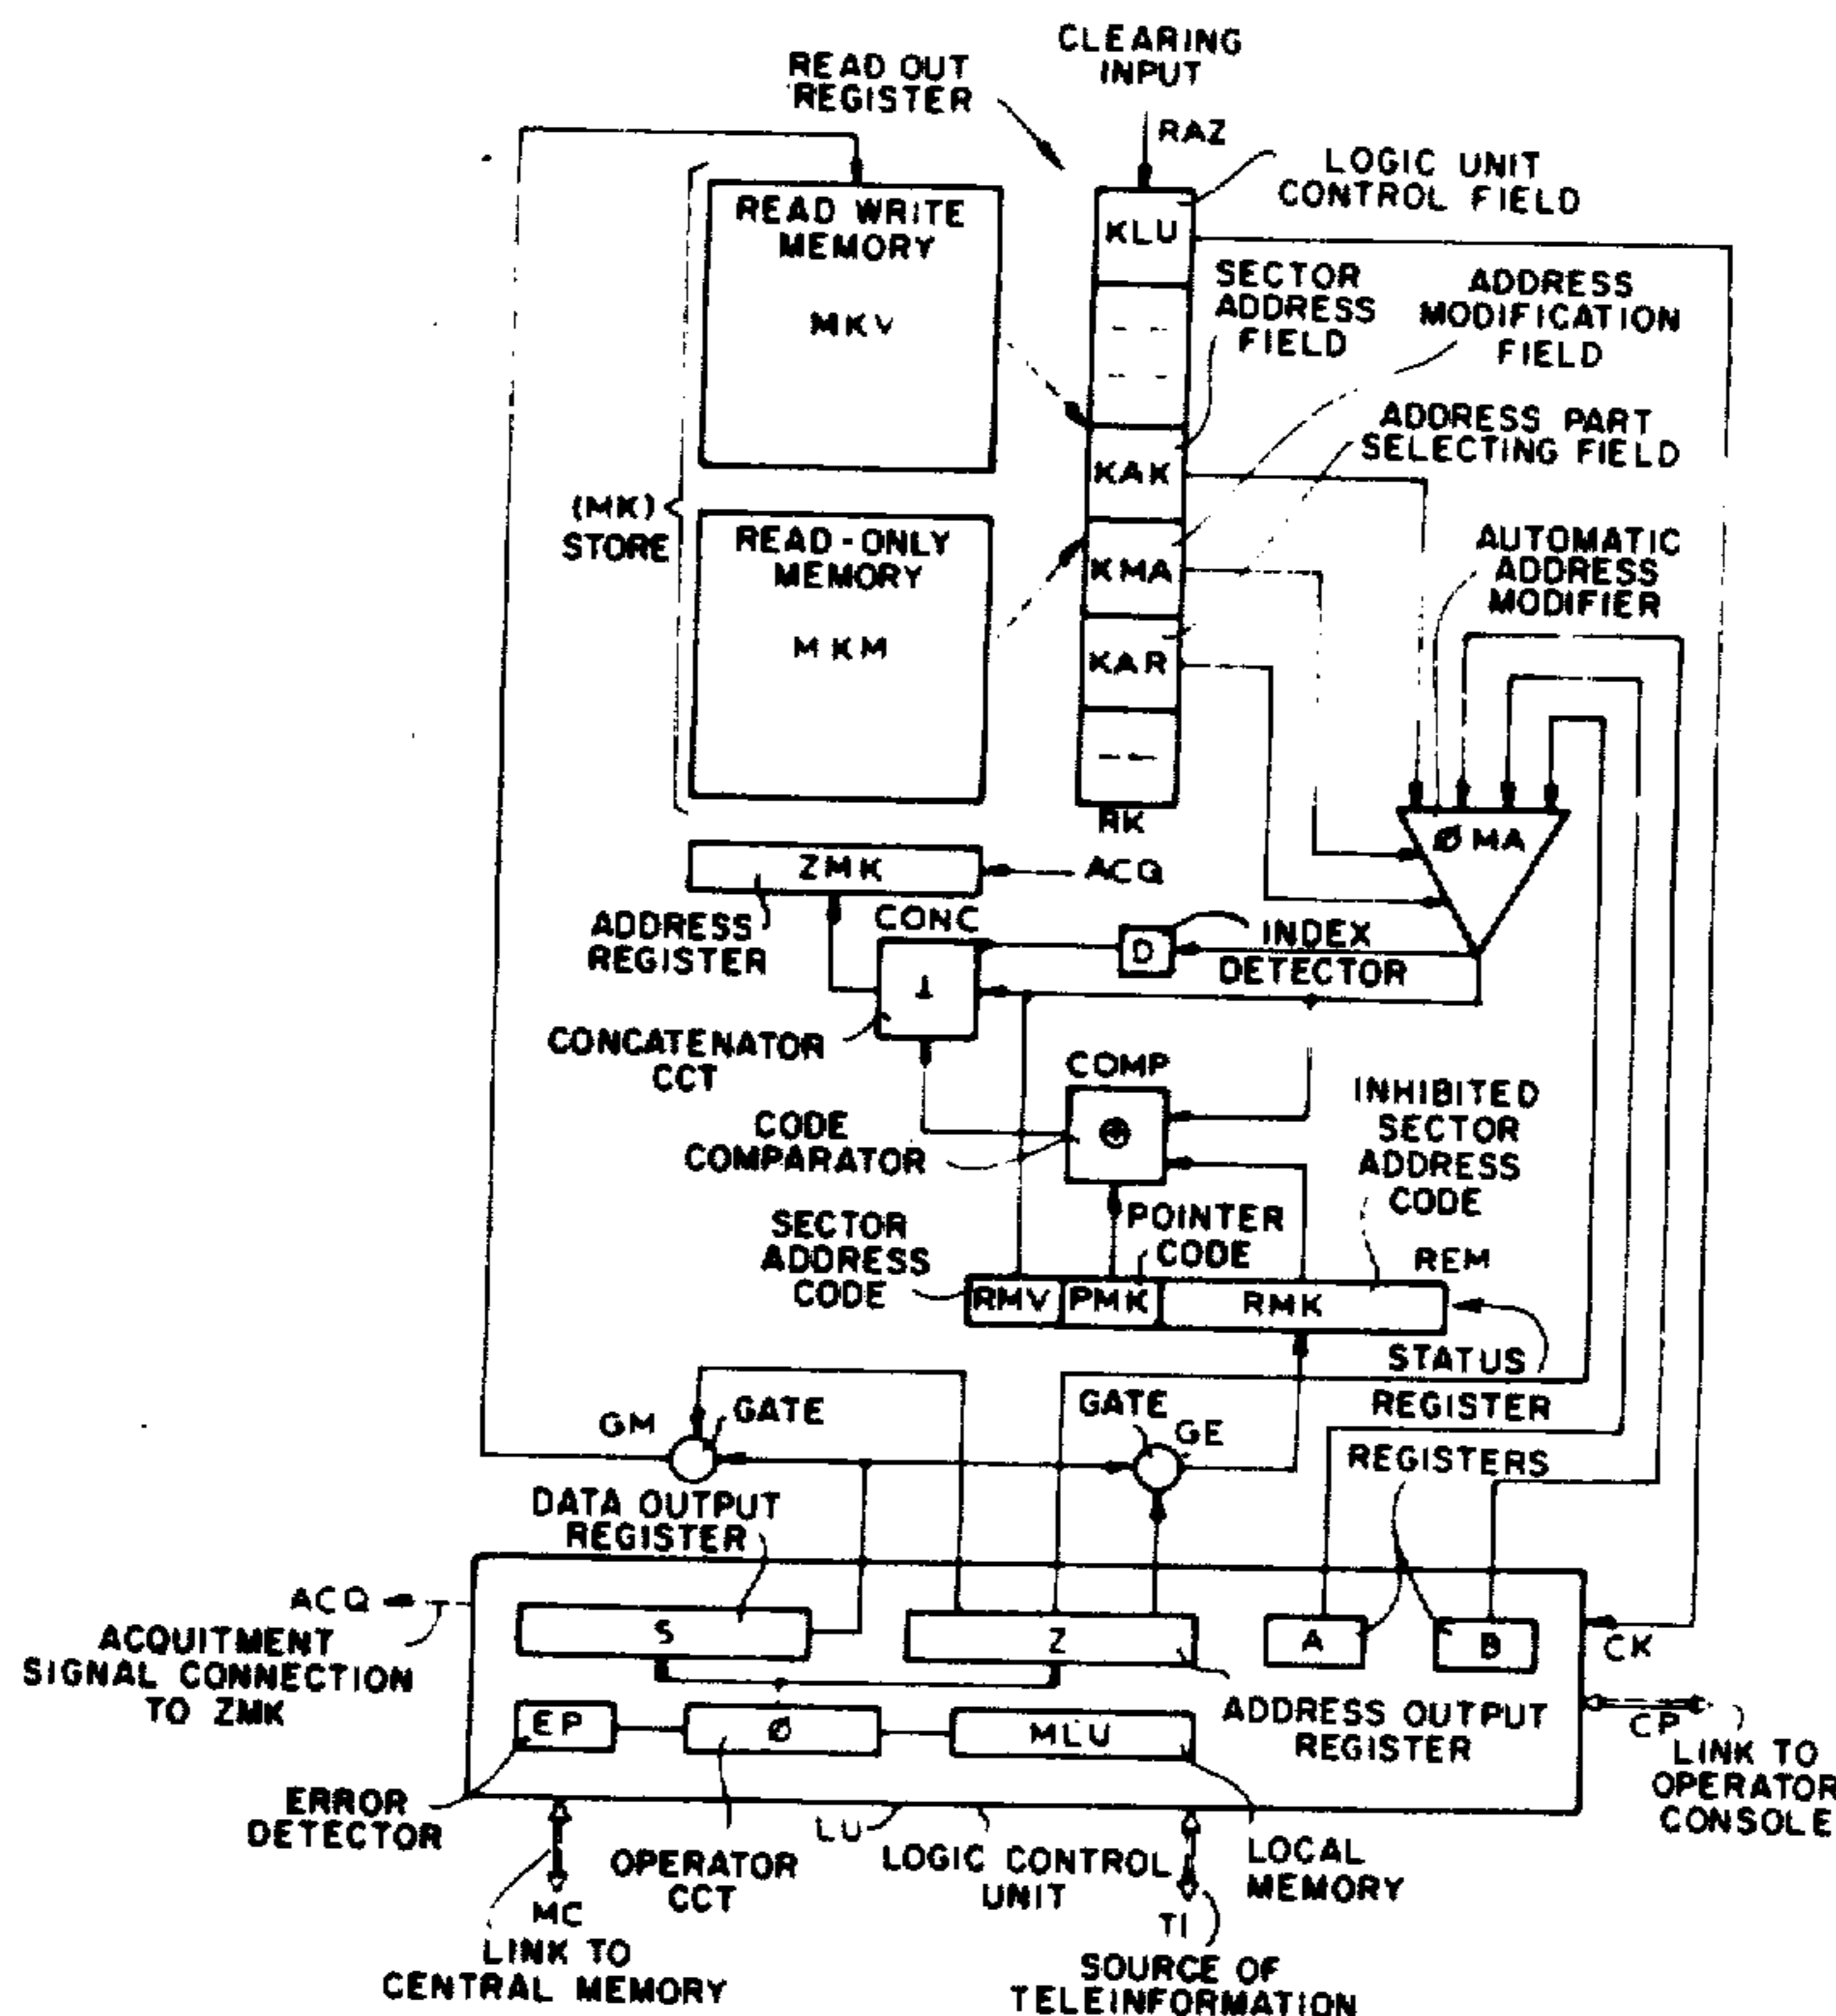 CLEARING
INPUT
READ OUT
REGISTER
RAZ
LOGIC UNIT
CONTROL FIELD
READ WRITE
MEMORY
MKV
KLU
SECTOR
ADDRESS
FIELD
ADDRESS
MODIFICATION
FIELD
ADDRESS PART
SELECTING FIELD
KAK
(MK)
STORE
READ-ONLY
MEMORY
MKM
KMA
AUTOMATIC
ADDRESS
MODIFIER
KAR
RK
ØMA
ZMK
ACQ
ADDRESS
REGISTER
CONC
D
INDEX
DETECTOR
⊥
CONCATENATOR
CCT
COMP
⊕
CODE
COMPARATOR
INHIBITED
SECTOR
ADDRESS
CODE
SECTOR
ADDRESS
CODE
POINTER
CODE
REM
RMV
PMK
RMK
STATUS
REGISTER
GM
GATE
GATE
GE
REGISTERS
DATA OUTPUT
REGISTER
ACQ
ACQUITMENT
SIGNAL CONNECTION
TO ZMK
S
Z
A
B
CK
EP
Ø
MLU
ADDRESS OUTPUT
REGISTER
CP
LINK TO
OPERATOR
CONSOLE
ERROR
DETECTOR
OPERATOR
CCT
LU
LOGIC CONTROL
UNIT
LOCAL
MEMORY
MC
LINK TO
CENTRAL MEMORY
TI
SOURCE OF
TELEINFORMATION